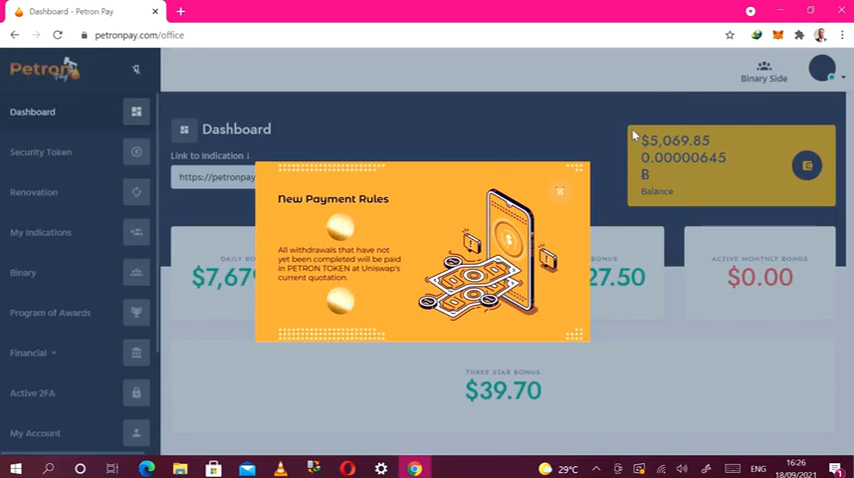 Dashboard - Petron Pay
petronpay.com/office
Petron
Pay
Binary Side
Dashboard
Security Token
Renovation
My Indications
Binary
Program of Awards
Financial
Active 2FA
My Account
Dashboard
Link to Indication ↓
https://petronpay
$5,069.85
0.00000645
Balance
New Payment Rules
All withdrawals that have not
yet been completed will be paid
in PETRON TOKEN at Uniswap's
current quotation.
$7,67
27.50
ACTIVE MONTHLY BONUS
$0.00
THREE STAR BONUS
$39.70
29°C
ENG
16:26
18/09/2021
1